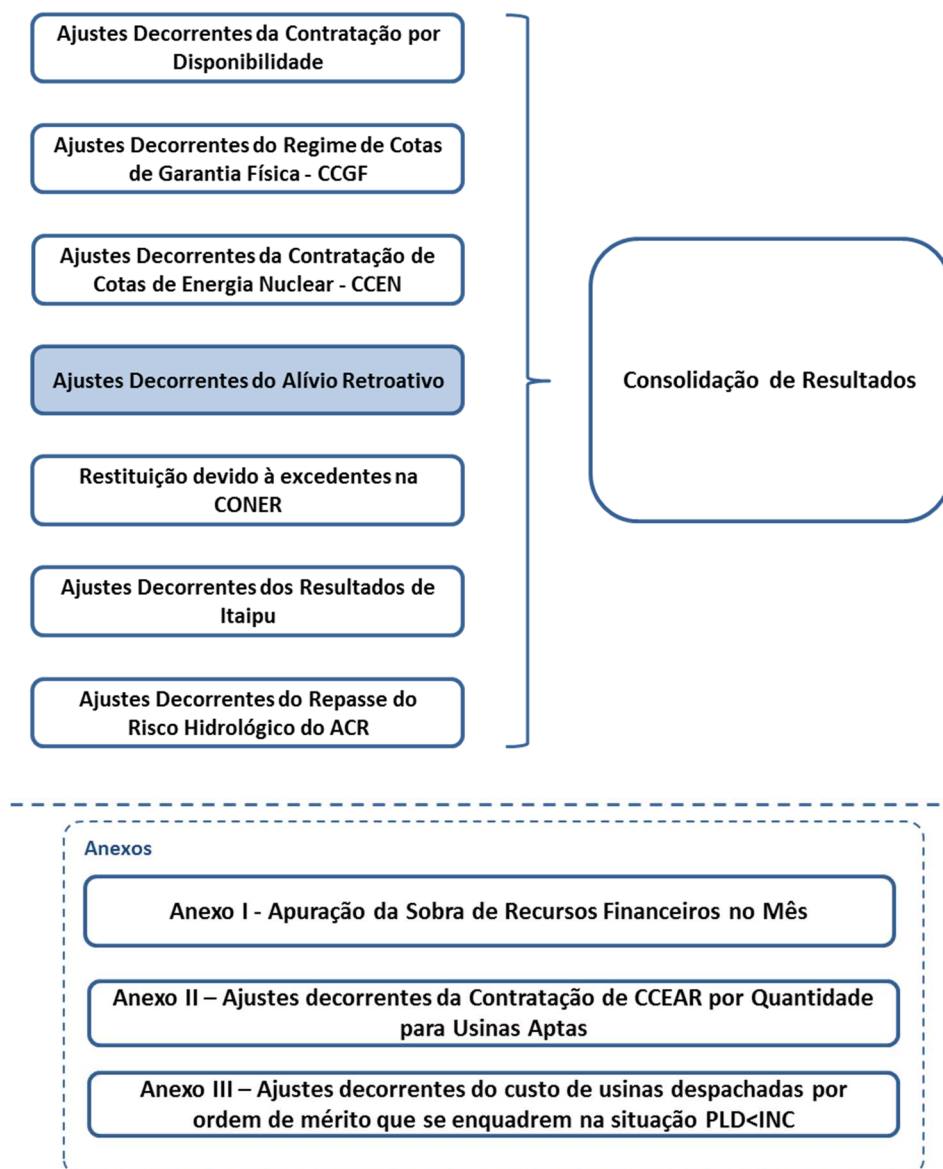 Ajustes Decorrentes da Contratação por
Disponibilidade
Ajustes Decorrentes do Regime de Cotas
de Garantia Física - CCGF
Ajustes Decorrentes da Contratação de
Cotas de Energia Nuclear - CCEN
Ajustes Decorrentes do Alívio Retroativo
Restituição devido à excedentes na
CONER
Ajustes Decorrentes dos Resultados de
Itaipu
Ajustes Decorrentes do Repasse do
Risco Hidrológico do ACR
Consolidação de Resultados
Anexos
Anexo I - Apuração da Sobra de Recursos Financeiros no Mês
Anexo II – Ajustes decorrentes da Contratação de CCEAR por Quantidade
para Usinas Aptas
Anexo III – Ajustes decorrentes do custo de usinas despachadas por
ordem de mérito que se enquadrem na situação PLD<INC